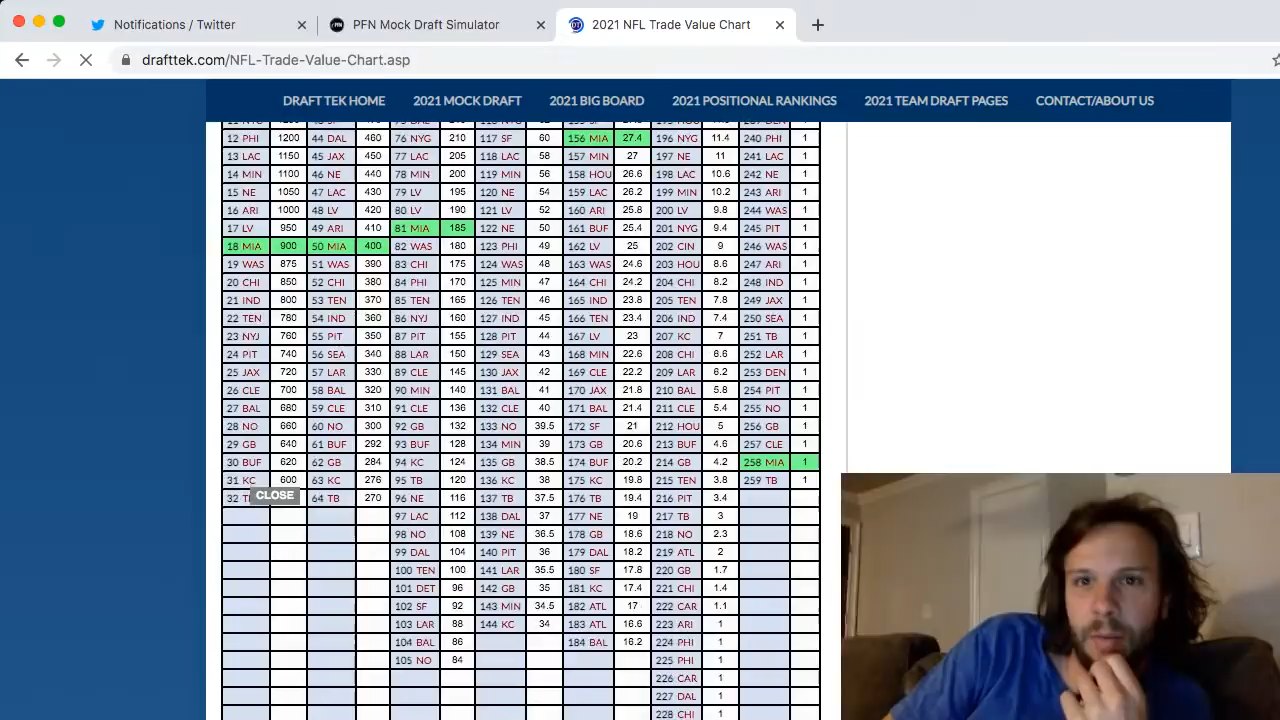 Notifications / Twitter
PFN Mock Draft Simulator
2021 NFL Trade Value Chart
drafttek.com/NFL-Trade-Value-Chart.asp
DRAFT TEK HOME 2021 MOCK DRAFT 2021 BIG BOARD 2021 POSITIONAL RANKINGS 2021 TEAM DRAFT PAGES CONTACT/ABOUT US
12 PHI 1200 44 DAL 460 76 NYG 210 117 SF 60 156 MIA 27.4 196 NYG 11.4 240 PHI 1
13 LAC 1150 45 JAX 450 77 LAC 205 118 LAC 58 157 MIN 27 197 NE 11 241 LAC 1
14 MIN 1100 46 NE 440 78 MIN 200 119 MIN 56 158 HOU 26.6 198 LAC 10.6 242 NE 1
15 NE 1050 47 LAC 430 79 LV 195 120 NE 54 159 LAC 26.2 199 MIN 10.2 243 ARI 1
16 ARI 1000 48 LV 420 80 LV 190 121 LV 52 160 ARI 25.8 200 LV 9.8 244 WAS 1
17 LV 950 49 ARI 410 81 MIA 185 122 NE 50 161 BUF 25.4 201 NYG 9.4 245 PIT 1
18 MIA 900 50 MIA 400 82 WAS 180 123 PHI 49 162 LV 25 202 CIN 9 246 WAS 1
19 WAS 875 51 WAS 390 83 CHI 175 124 WAS 48 163 WAS 24.6 203 HOU 8.6 247 ARI 1
20 CHI 850 52 CHI 380 84 PHI 170 125 MIN 47 164 CHI 24.2 204 CHI 8.2 248 IND 1
21 IND 800 53 TEN 370 85 TEN 165 126 TEN 46 165 IND 23.8 205 TEN 7.8 249 JAX 1
22 TEN 780 54 IND 360 86 NYJ 160 127 IND 45 166 TEN 23.4 206 IND 7.4 250 SEA 1
23 NYJ 760 55 PIT 350 87 PIT 155 128 PIT 44 167 LV 23 207 KC 7 251 TB 1
24 PIT 740 56 SEA 340 88 LAR 150 129 SEA 43 168 MIN 22.6 208 CHI 6.6 252 LAR 1
25 JAX 720 57 LAR 330 89 CLE 145 130 JAX 42 169 CLE 22.2 209 LAR 6.2 253 DEN 1
26 CLE 700 58 BAL 320 90 MIN 140 131 BAL 41 170 JAX 21.8 210 BAL 5.8 254 PIT 1
27 BAL 680 59 CLE 310 91 CLE 136 132 CLE 40 171 BAL 21.4 211 CLE 5.4 255 NO 1
28 NO 660 60 NO 300 92 GB 132 133 NO 39.5 172 SF 21 212 HOU 5 256 GB 1
29 GB 640 61 BUF 292 93 BUF 128 134 MIN 39 173 GB 20.6 213 BUF 4.6 257 CLE 1
30 BUF 620 62 GB 284 94 KC 124 135 GB 38.5 174 BUF 20.2 214 GB 4.2 258 MIA 1
31 KC 600 63 KC 276 95 TB 120 136 KC 38 175 KC 19.8 215 TEN 3.8 259 TB 1
32 CLOSE 64 TB 270 96 NE 116 137 TB 37.5 176 TB 19.4 216 PIT 3.4
97 LAC 112 138 DAL 37 177 NE 19 217 TB 3
98 NO 108 139 NE 36.5 178 GB 18.6 218 NO 2.3
99 DAL 104 140 PIT 36 179 DAL 18.2 219 ATL 2
100 TEN 100 141 LAR 35.5 180 SF 17.8 220 GB 1.7
101 DET 96 142 GB 35 181 KC 17.4 221 CHI 1.4
102 SF 92 143 MIN 34.5 182 ATL 17 222 CAR 1.1
103 LAR 88 144 KC 34 183 ATL 16.6 223 ARI 1
104 BAL 86 184 BAL 16.2 224 PHI 1
105 NO 84 225 PHI 1
226 CAR 1
227 DAL 1
228 CHI 1